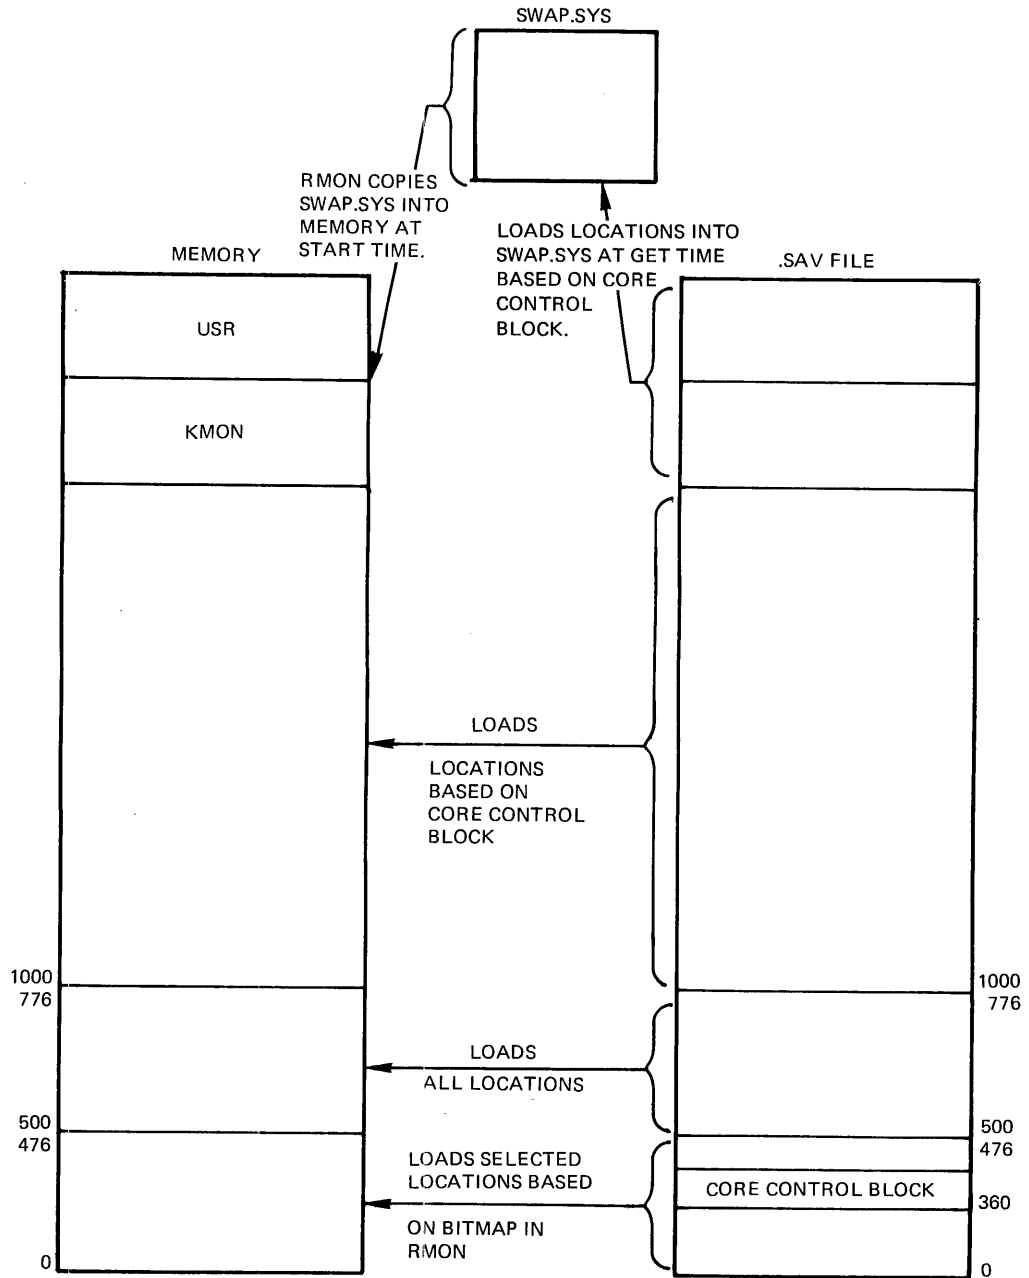 SWAP.SYS
RMON COPIES
SWAP.SYS INTO
MEMORY AT
START TIME.
LOADS LOCATIONS INTO
SWAP.SYS AT GET TIME
BASED ON CORE
CONTROL
BLOCK.
MEMORY
.SAV FILE
USR
KMON
LOADS
LOCATIONS
BASED ON
CORE CONTROL
BLOCK
1000
776
1000
776
LOADS
ALL LOCATIONS
500
476
500
476
LOADS SELECTED
LOCATIONS BASED
ON BITMAP IN
RMON
CORE CONTROL BLOCK
360
0
0